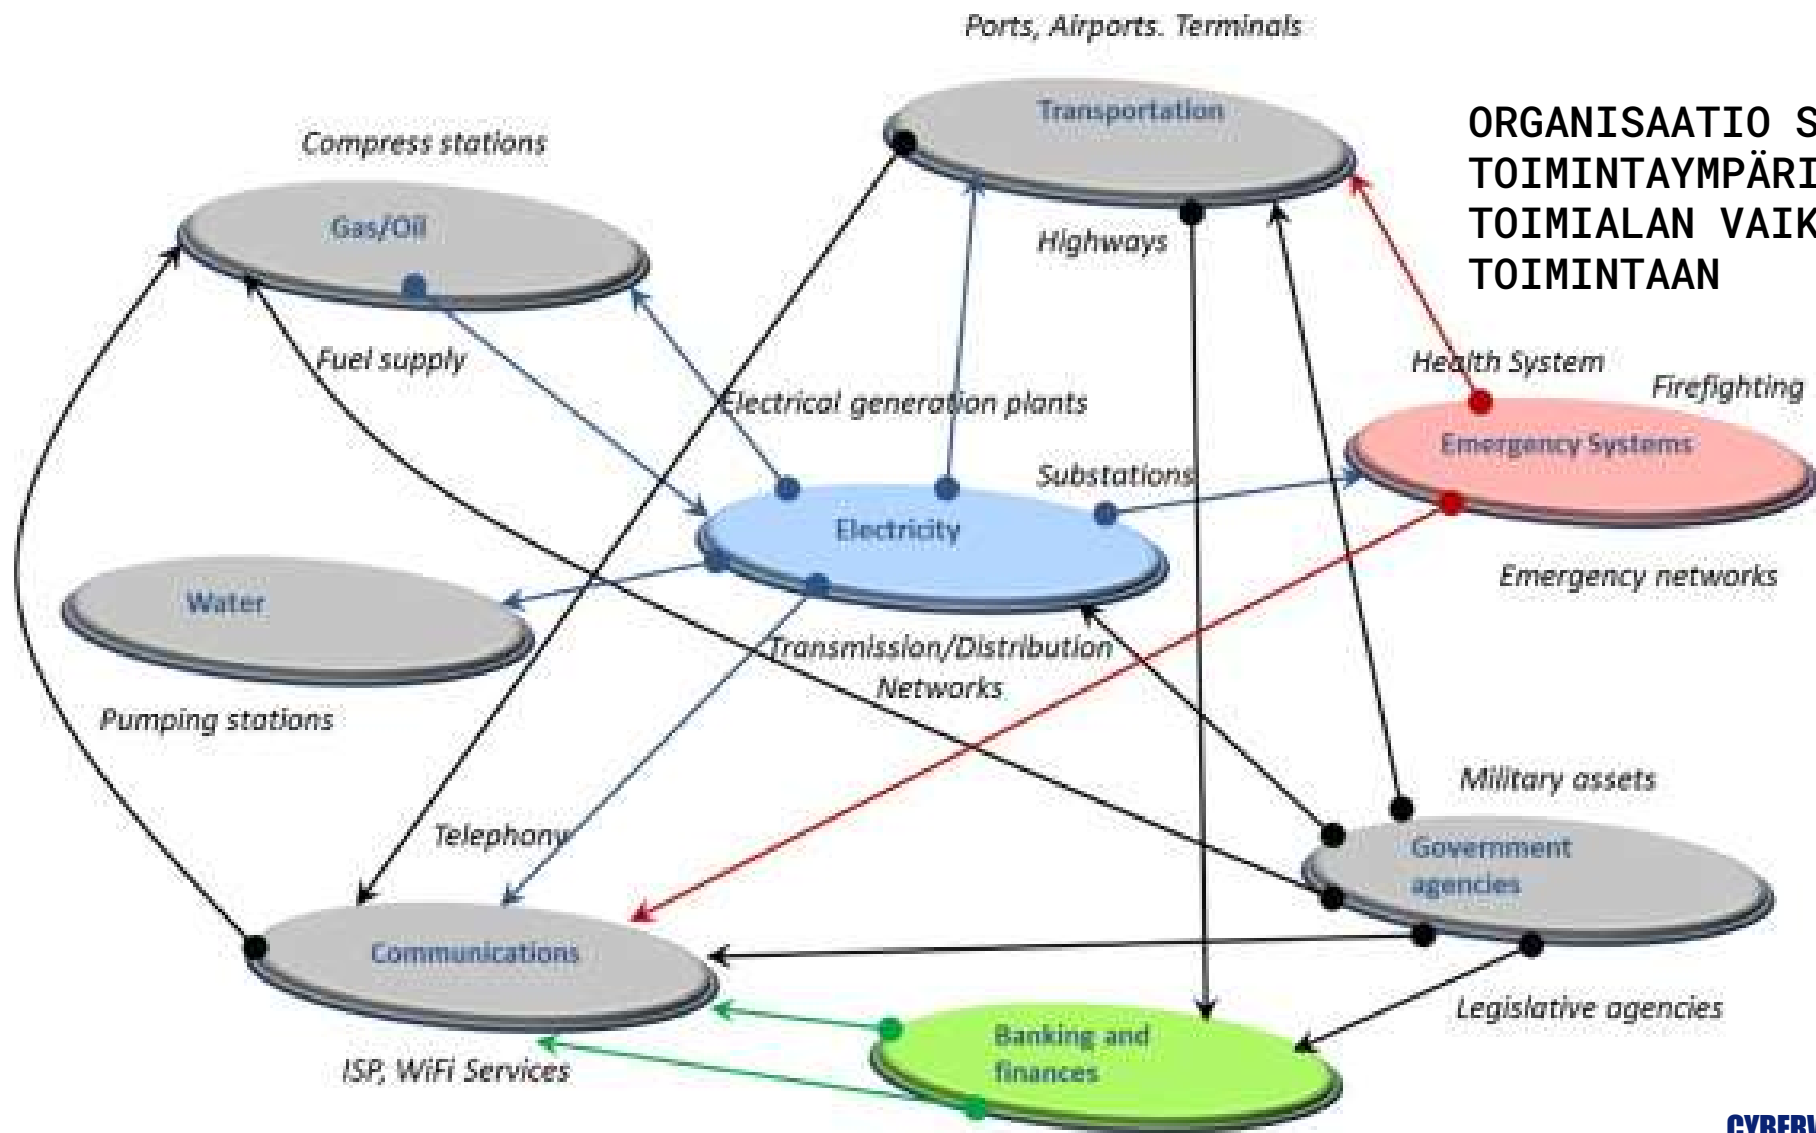 Ports, Airports. Terminals
Transportation
ORGANISAATIO
Compress stations
TOIMIALAN
TOIMINTAAN
Gas/Oil
Highways
Fuel supply
Health System
Firefighting
Electrical generation plants
Emergency Systems
Substations
Electricity
Emergency networks
Water
Transmission/Distribution
Networks
Pumping stations
Military assets
Telephony
Government
agencies
Communications
Legislative agencies
Banking and
finances
ISP, WiFi Services